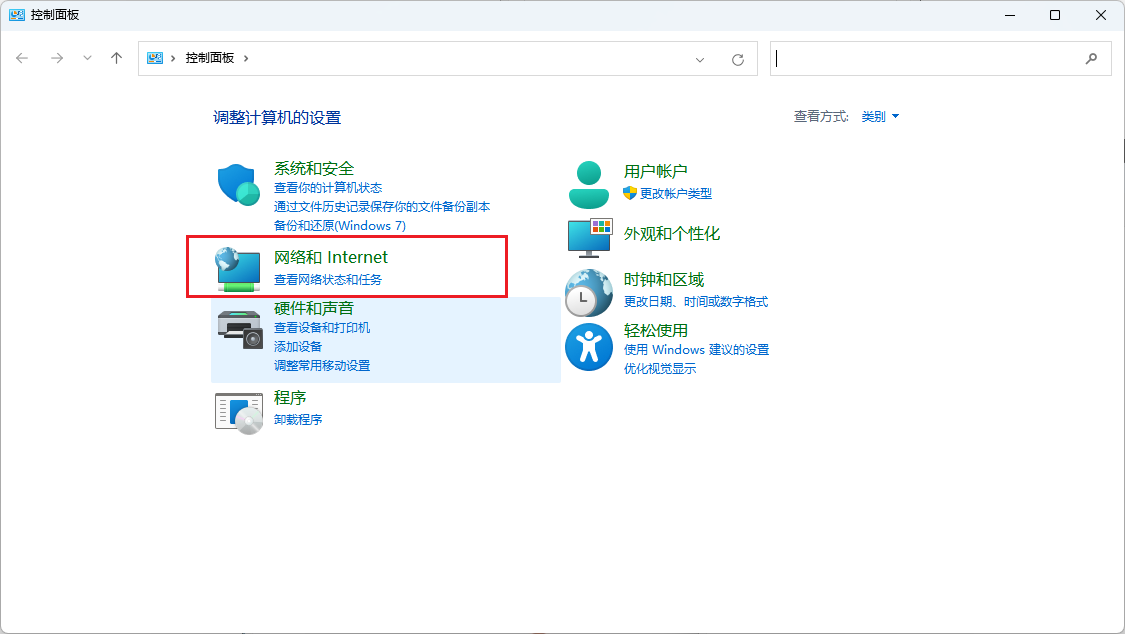 控制面板
控制面板
调整计算机的设置
查看方式: 类别
系统和安全
查看你的计算机状态
通过文件历史记录保存你的文件备份副本
备份和还原(Windows 7)
网络和 Internet
查看网络状态和任务
硬件和声音
查看设备和打印机
添加设备
调整常用移动设置
程序
卸载程序
用户帐户
更改帐户类型
外观和个性化
时钟和区域
更改日期、时间或数字格式
轻松使用
使用 Windows 建议的设置
优化视觉显示